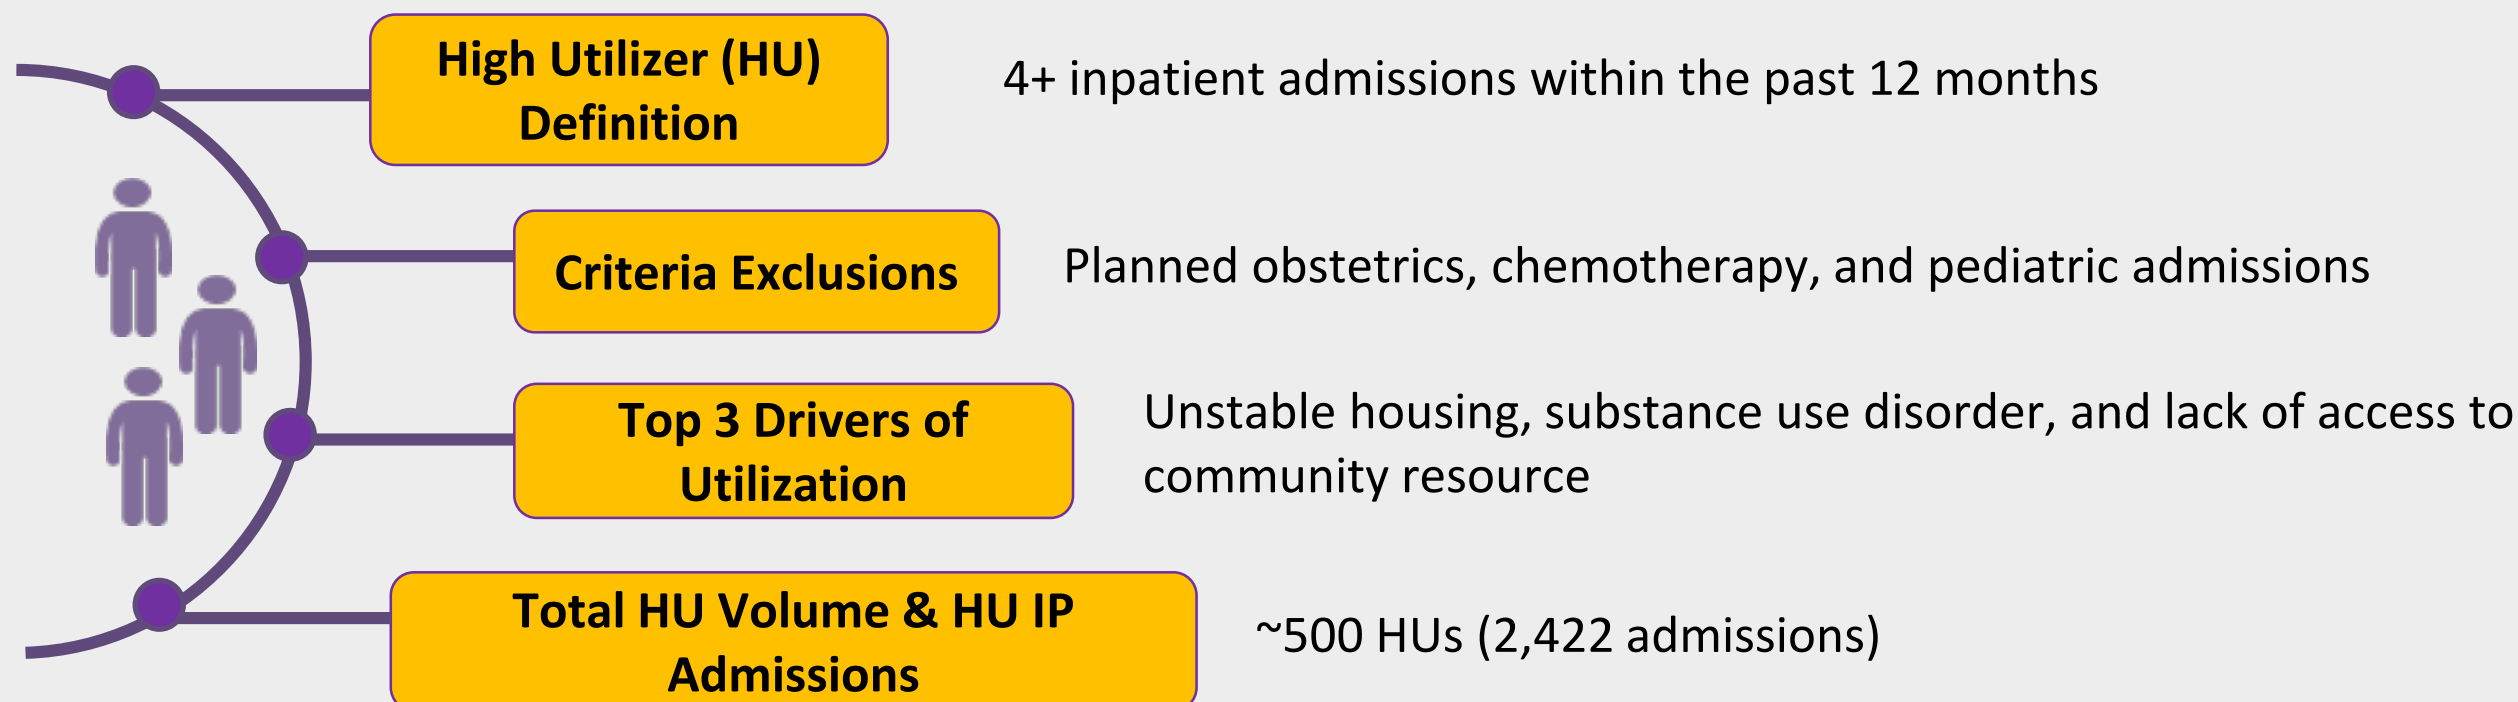 High Utilizer (HU)
Definition
4+ inpatient admissions within the past 12 months
Criteria Exclusions
Planned obstetrics, chemotherapy, and pediatric admissions
Top 3 Drivers of
Utilization
Unstable housing, substance use disorder, and lack of access to
community resource
Total HU Volume & HU IP
Admissions
~500 HUs (2,422 admissions)